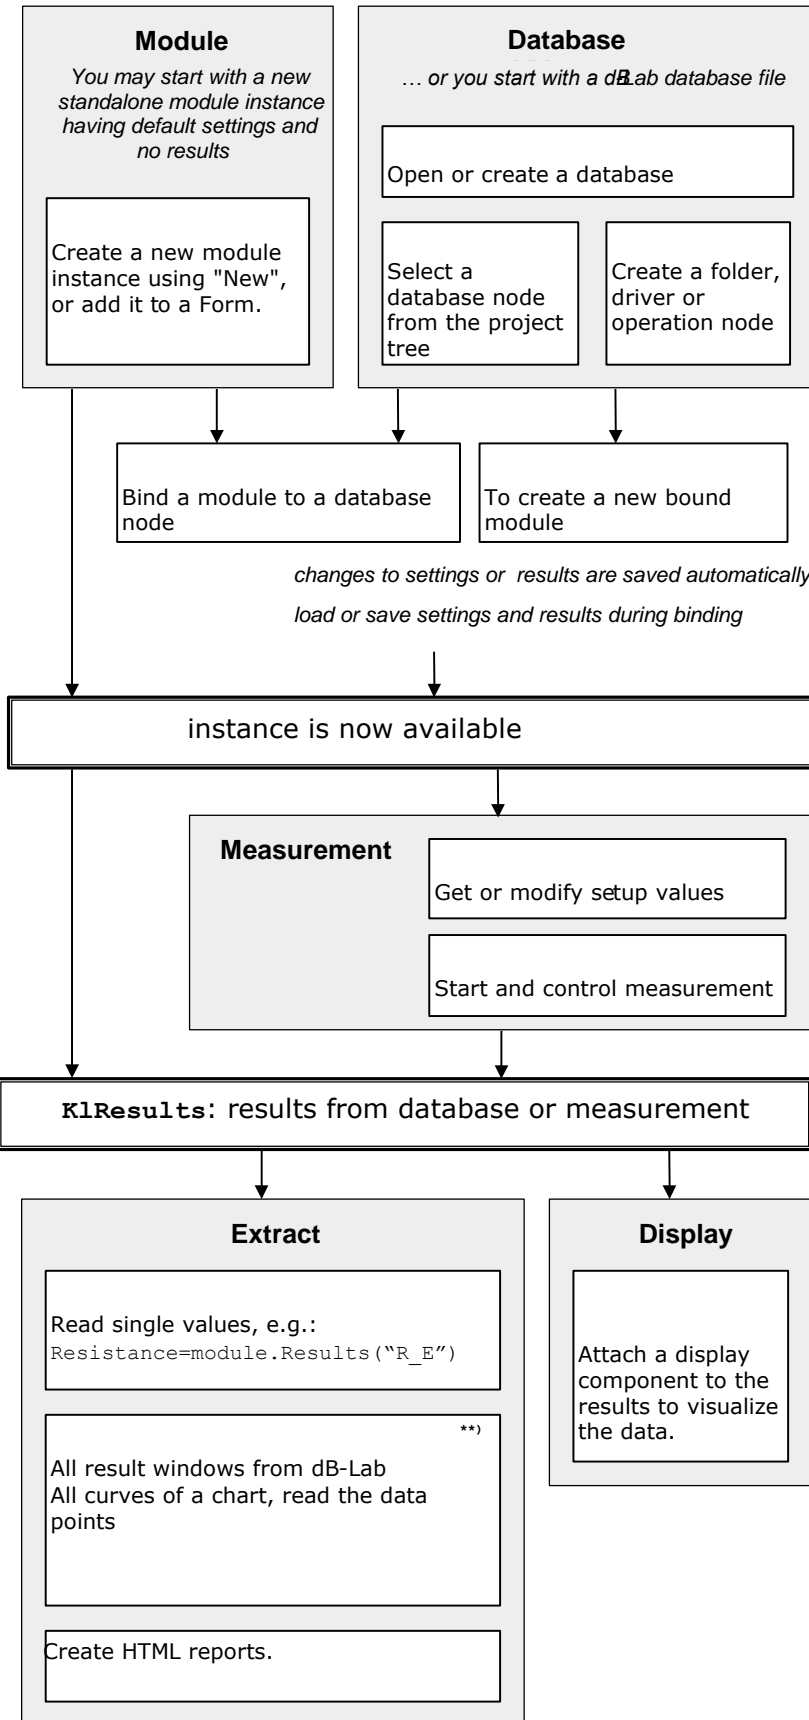 Module
You may start with a new
standalone module instance
having default settings and
no results
Create a new module
instance using "New",
or add it to a Form.
Database
… or you start with a dB-Lab database file
Open or create a database
Select a
database node
from the project
tree
Create a folder,
driver or
operation node
Bind a module to a database
node
To create a new bound
module
changes to settings or results are saved automatically
load or save settings and results during binding
instance is now available
Measurement
Get or modify setup values
Start and control measurement
KlResults: results from database or measurement
Extract
Read single values, e.g.:
Resistance=module.Results(“R_E”)
**)
All result windows from dB-Lab
All curves of a chart, read the data
points
Create HTML reports.
Display
Attach a display
component to the
results to visualize
the data.